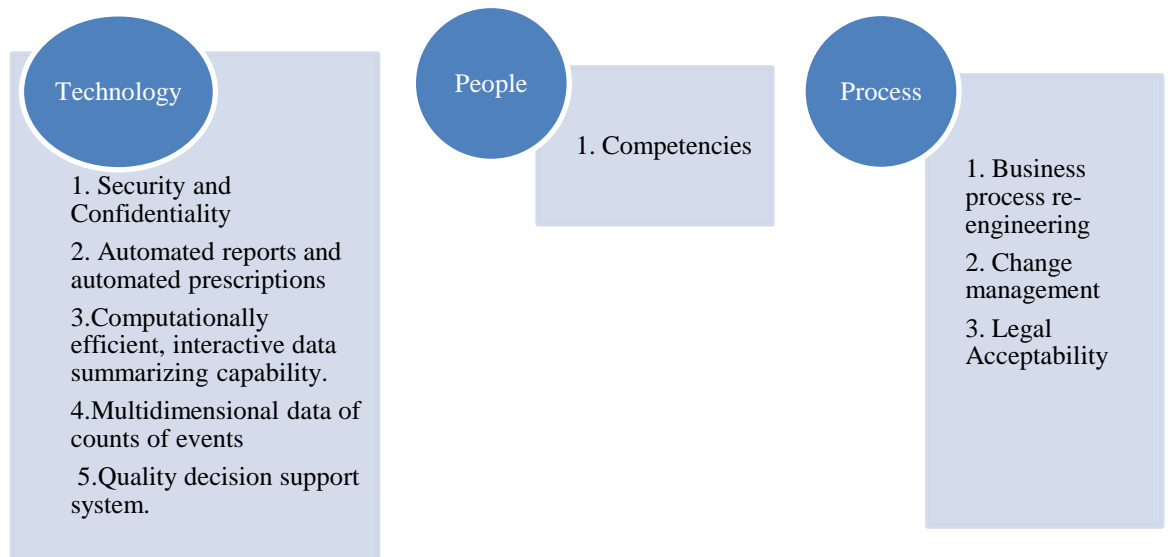 Technology
1. Security and
Confidentiality
2. Automated reports and
automated prescriptions
3.Computationally
efficient, interactive data
summarizing capability.
4.Multidimensional data of
counts of events
5.Quality decision support
system.
People
1. Competencies
Process
1. Business
process re-
engineering
2. Change
management
3. Legal
Acceptability